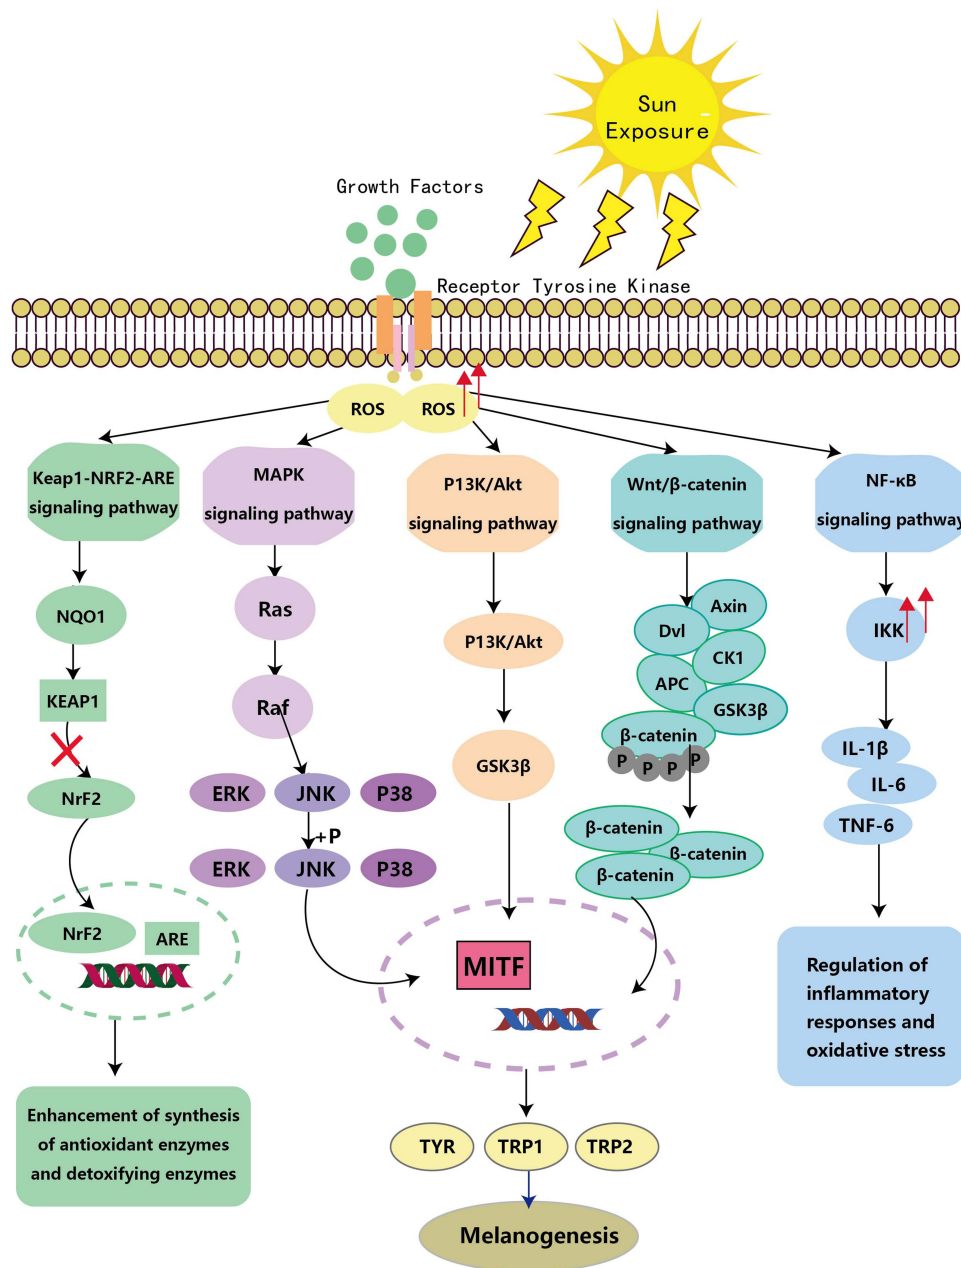 Sun
Exposure
Growth Factors
Receptor Tyrosine Kinase
ROS
ROS
Keap1-NRF2-ARE
signaling pathway
MAPK
signaling pathway
P13K/Akt
signaling pathway
Wnt/β-catenin
signaling pathway
NF-κB
signaling pathway
NQO1
KEAP1
NrF2
NrF2
ARE
Enhancement of synthesis
of antioxidant enzymes
and detoxifying enzymes
Ras
Raf
ERK
JNK
P38
+P
ERK
JNK
P38
P13K/Akt
GSK3β
Axin
Dvl
CK1
APC
GSK3β
β-catenin
P
P
P
P
β-catenin
β-catenin
β-catenin
MITF
TYR
TRP1
TRP2
Melanogenesis
IKK
IL-1β
IL-6
TNF-6
Regulation of
inflammatory
responses and
oxidative stress